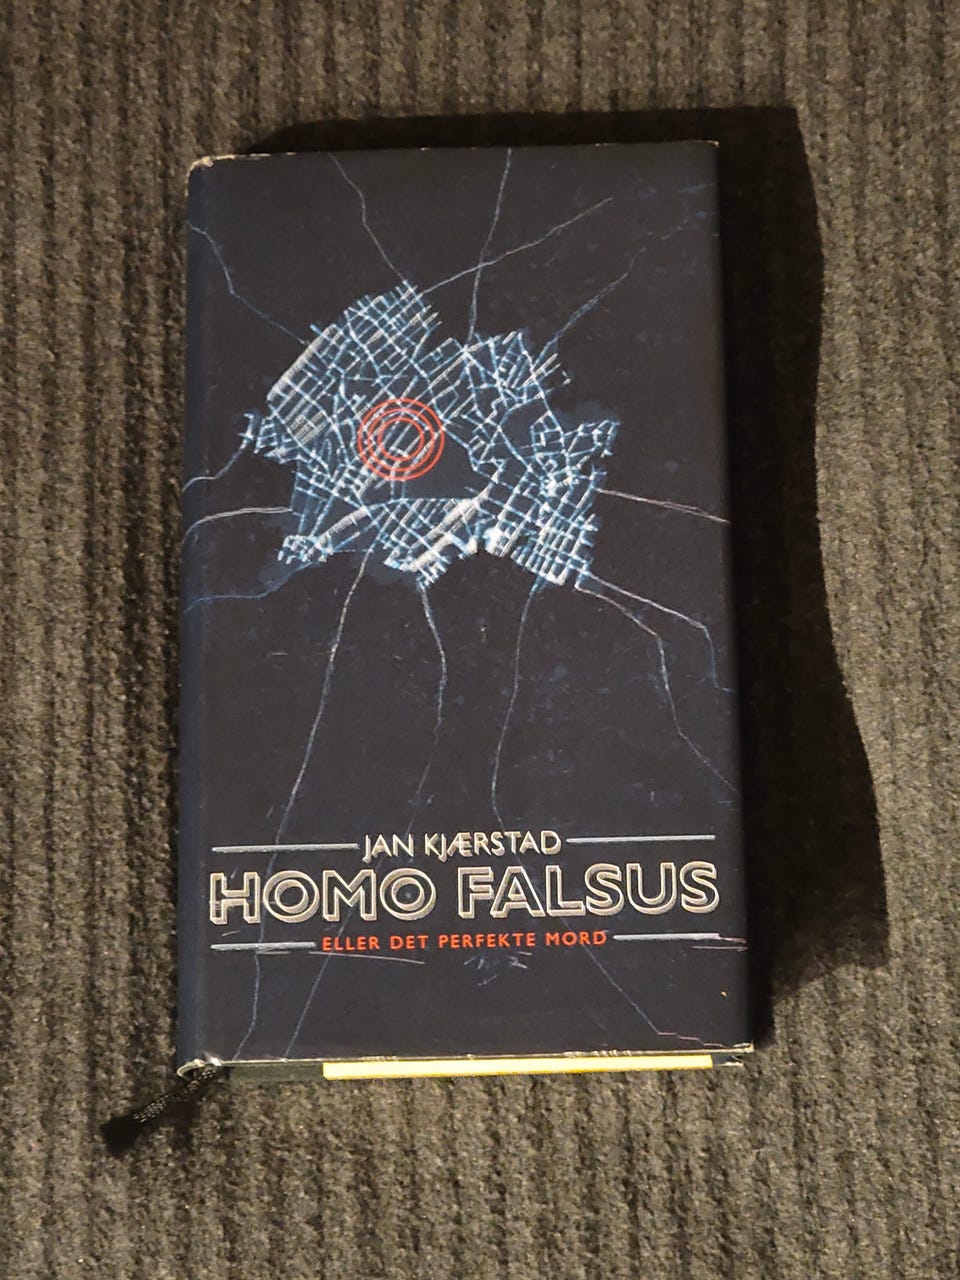 JAN KJÆRSTAD
HOMO FALSUS
ELLER DET PERFEKTE MORD